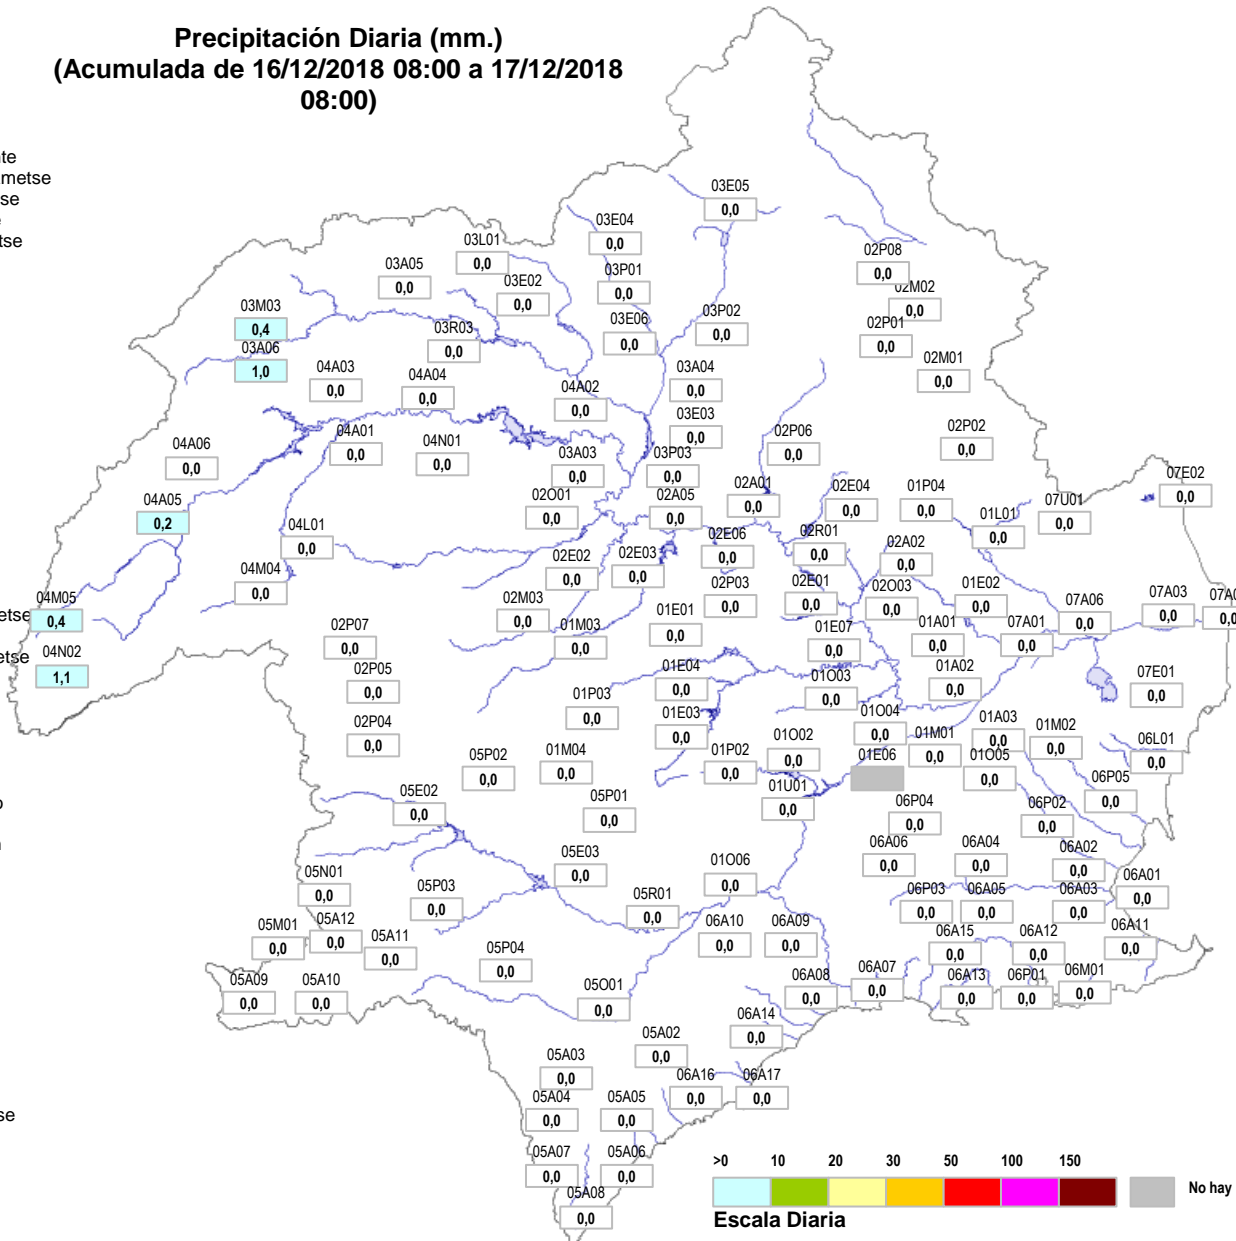 Precipitación Diaria (mm.)
(Acumulada de 16/12/2018 08:00 a 17/12/2018
08:00)
nte
metse
se
tse
etse
etse
se
03E05
0,0
03E04
0,0
03L01
0,0
03P01
0,0
02P08
0,0
03A05
0,0
03E02
0,0
02M02
0,0
03M03
0,4
03R03
0,0
03E06
0,0
03P02
0,0
02P01
0,0
03A06
1,0
04A03
0,0
04A04
0,0
04A02
0,0
03A04
0,0
02M01
0,0
03E03
0,0
04A06
0,0
04A01
0,0
04N01
0,0
03A03
0,0
03P03
0,0
02P06
0,0
02P02
0,0
07E02
0,0
04A05
0,2
02O01
0,0
02A05
0,0
02A01
0,0
02E04
0,0
01P04
0,0
01L01
0,0
07U01
0,0
04L01
0,0
04M04
0,0
02E02
0,0
02E03
0,0
02E06
0,0
02R01
0,0
02A02
0,0
04M05
0,4
02M03
0,0
01E01
0,0
02P03
0,0
02E01
0,0
02O03
0,0
01E02
0,0
07A06
0,0
07A03
0,0
07A0
0,0
04N02
1,1
02P07
0,0
01M03
0,0
01E07
0,0
01A01
0,0
07A01
0,0
02P05
0,0
01E04
0,0
01O03
0,0
01A02
0,0
07E01
0,0
02P04
0,0
01P03
0,0
01E03
0,0
01O04
0,0
01A03
0,0
01M02
0,0
05P02
0,0
01M04
0,0
01P02
0,0
01O02
0,0
01E06
01M01
0,0
01O05
0,0
06L01
0,0
05E02
0,0
05P01
0,0
01U01
0,0
06P04
0,0
06P02
0,0
06P05
0,0
05E03
0,0
01O06
0,0
06A06
0,0
06A04
0,0
06A02
0,0
05N01
0,0
05P03
0,0
05R01
0,0
06P03
0,0
06A05
0,0
06A03
0,0
06A01
0,0
05M01
0,0
05A12
0,0
05A11
0,0
05P04
0,0
06A10
0,0
06A09
0,0
06A15
0,0
06A12
0,0
06A11
0,0
05A09
0,0
05A10
0,0
05O01
0,0
06A08
0,0
06A07
0,0
06A13
0,0
06P01
0,0
06M01
0,0
05A02
0,0
06A14
0,0
05A03
0,0
06A16
0,0
06A17
0,0
05A04
0,0
05A05
0,0
05A07
0,0
05A06
0,0
05A08
0,0
>0 10 20 30 50 100 150
No hay
Escala Diaria